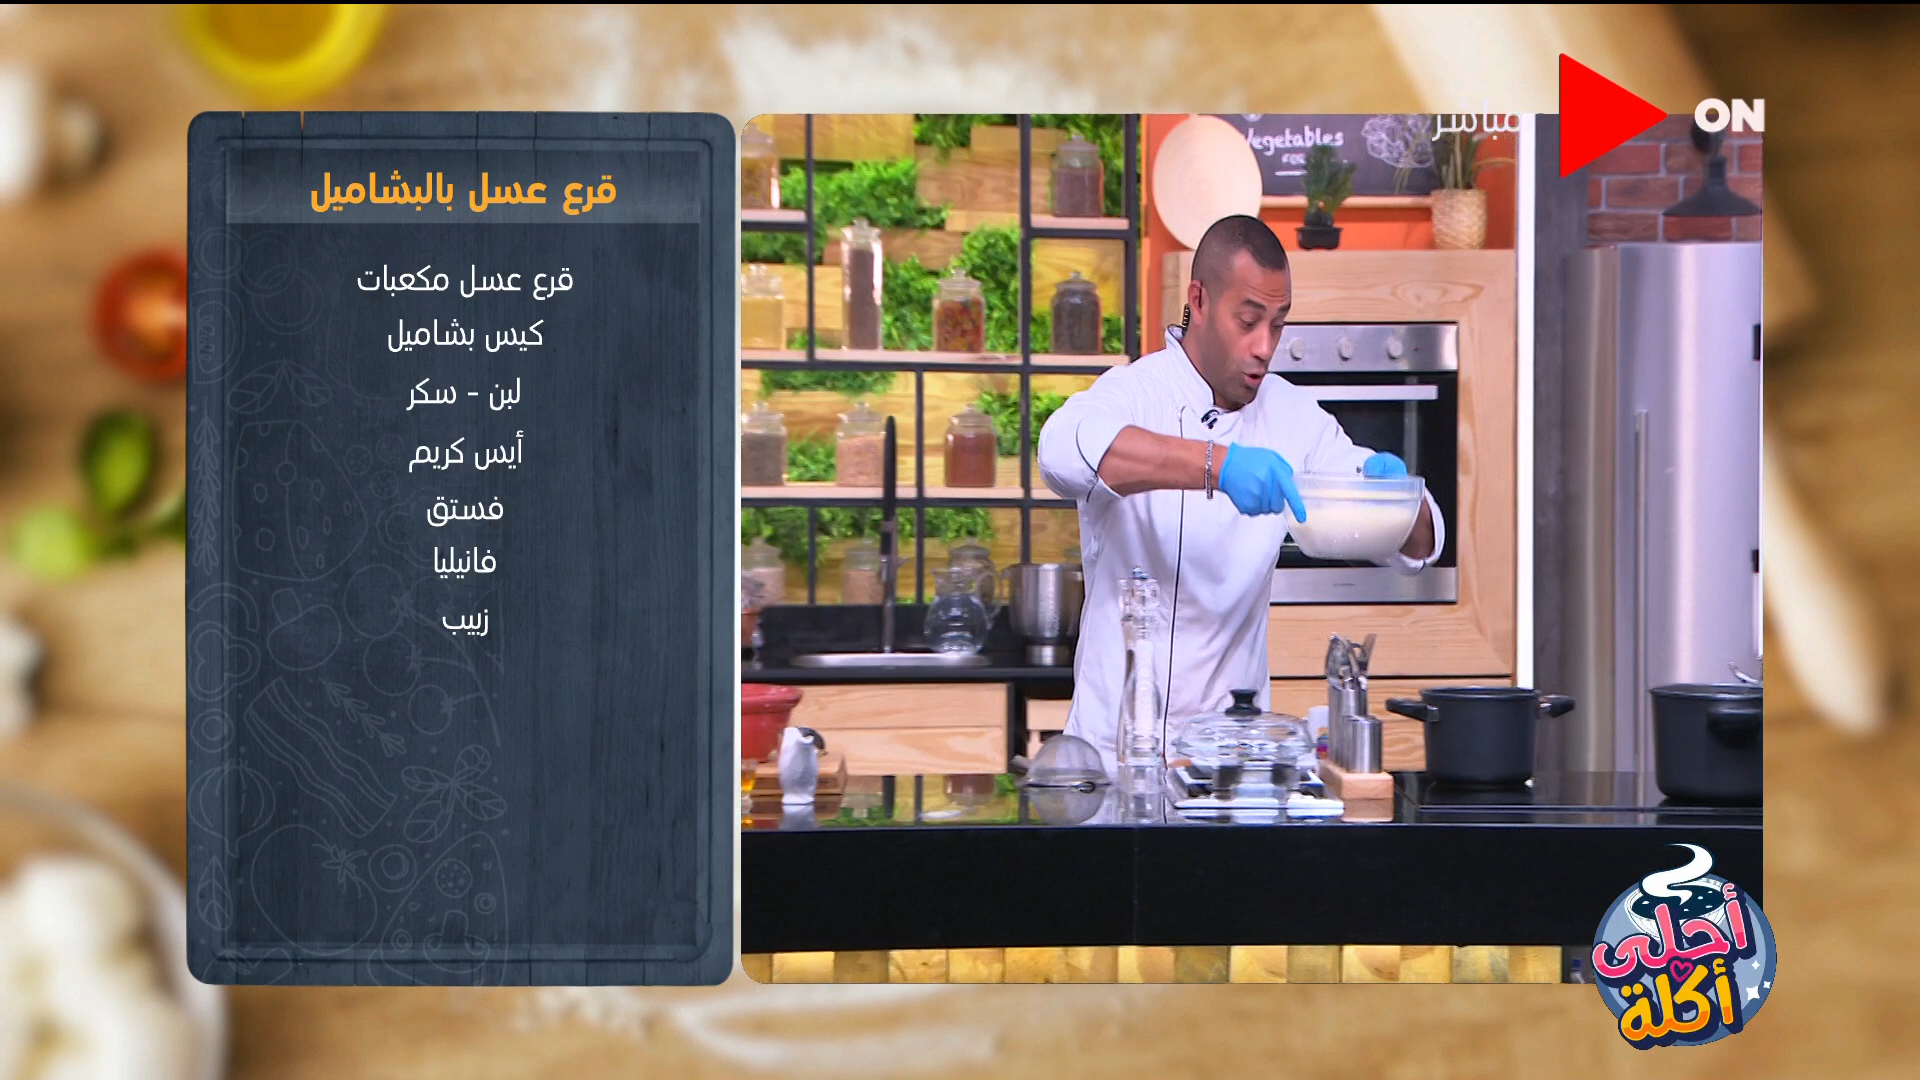 قرع عسل بالبشاميل
قرع عسل مكعبات
كيس بشاميل
لبن - سكر
أيس كريم
فستق
فانيليا
زبيب
Vegetables
FOR
مباشر
ON
أحلى
أكلة